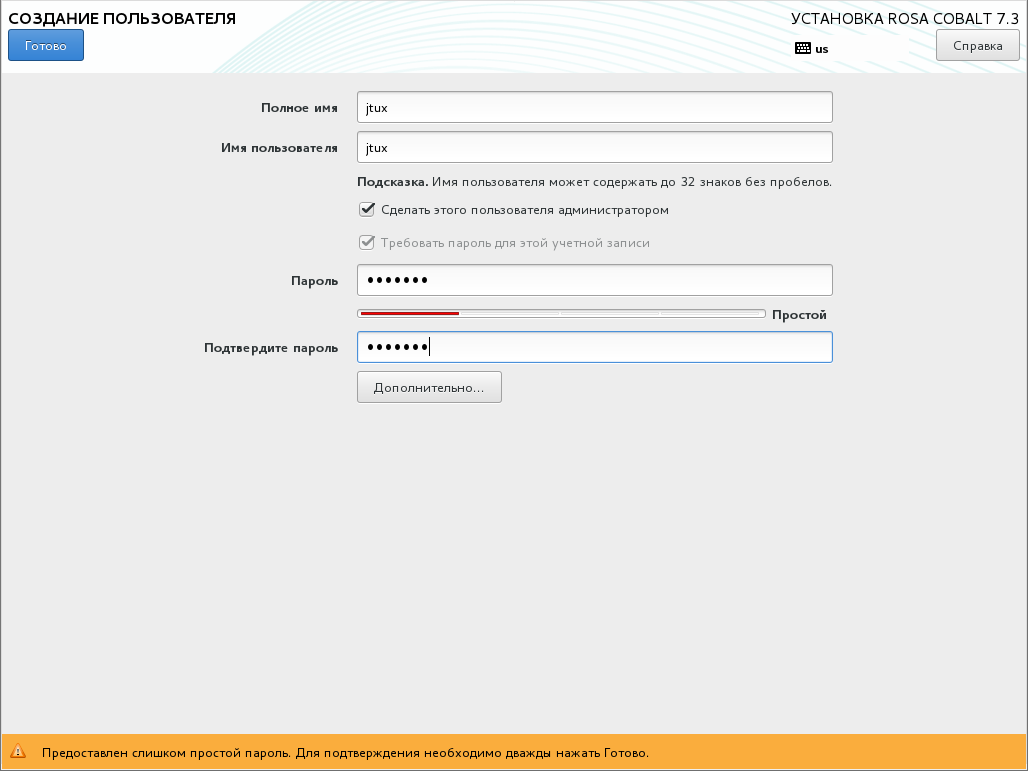 СОЗДАНИЕ ПОЛЬЗОВАТЕЛЯ
УСТАНОВКА ROSA COBALT 7.3
Готово
us
Справка
Полное имя
jtux
Имя пользователя
jtux
Подсказка. Имя пользователя может содержать до 32 знаков без пробелов.
Сделать этого пользователя администратором
Требовать пароль для этой учетной записи
Пароль
•••••••
Простой
Подтвердите пароль
•••••••
Дополнительно...
Предоставлен слишком простой пароль. Для подтверждения необходимо дважды нажать Готово.